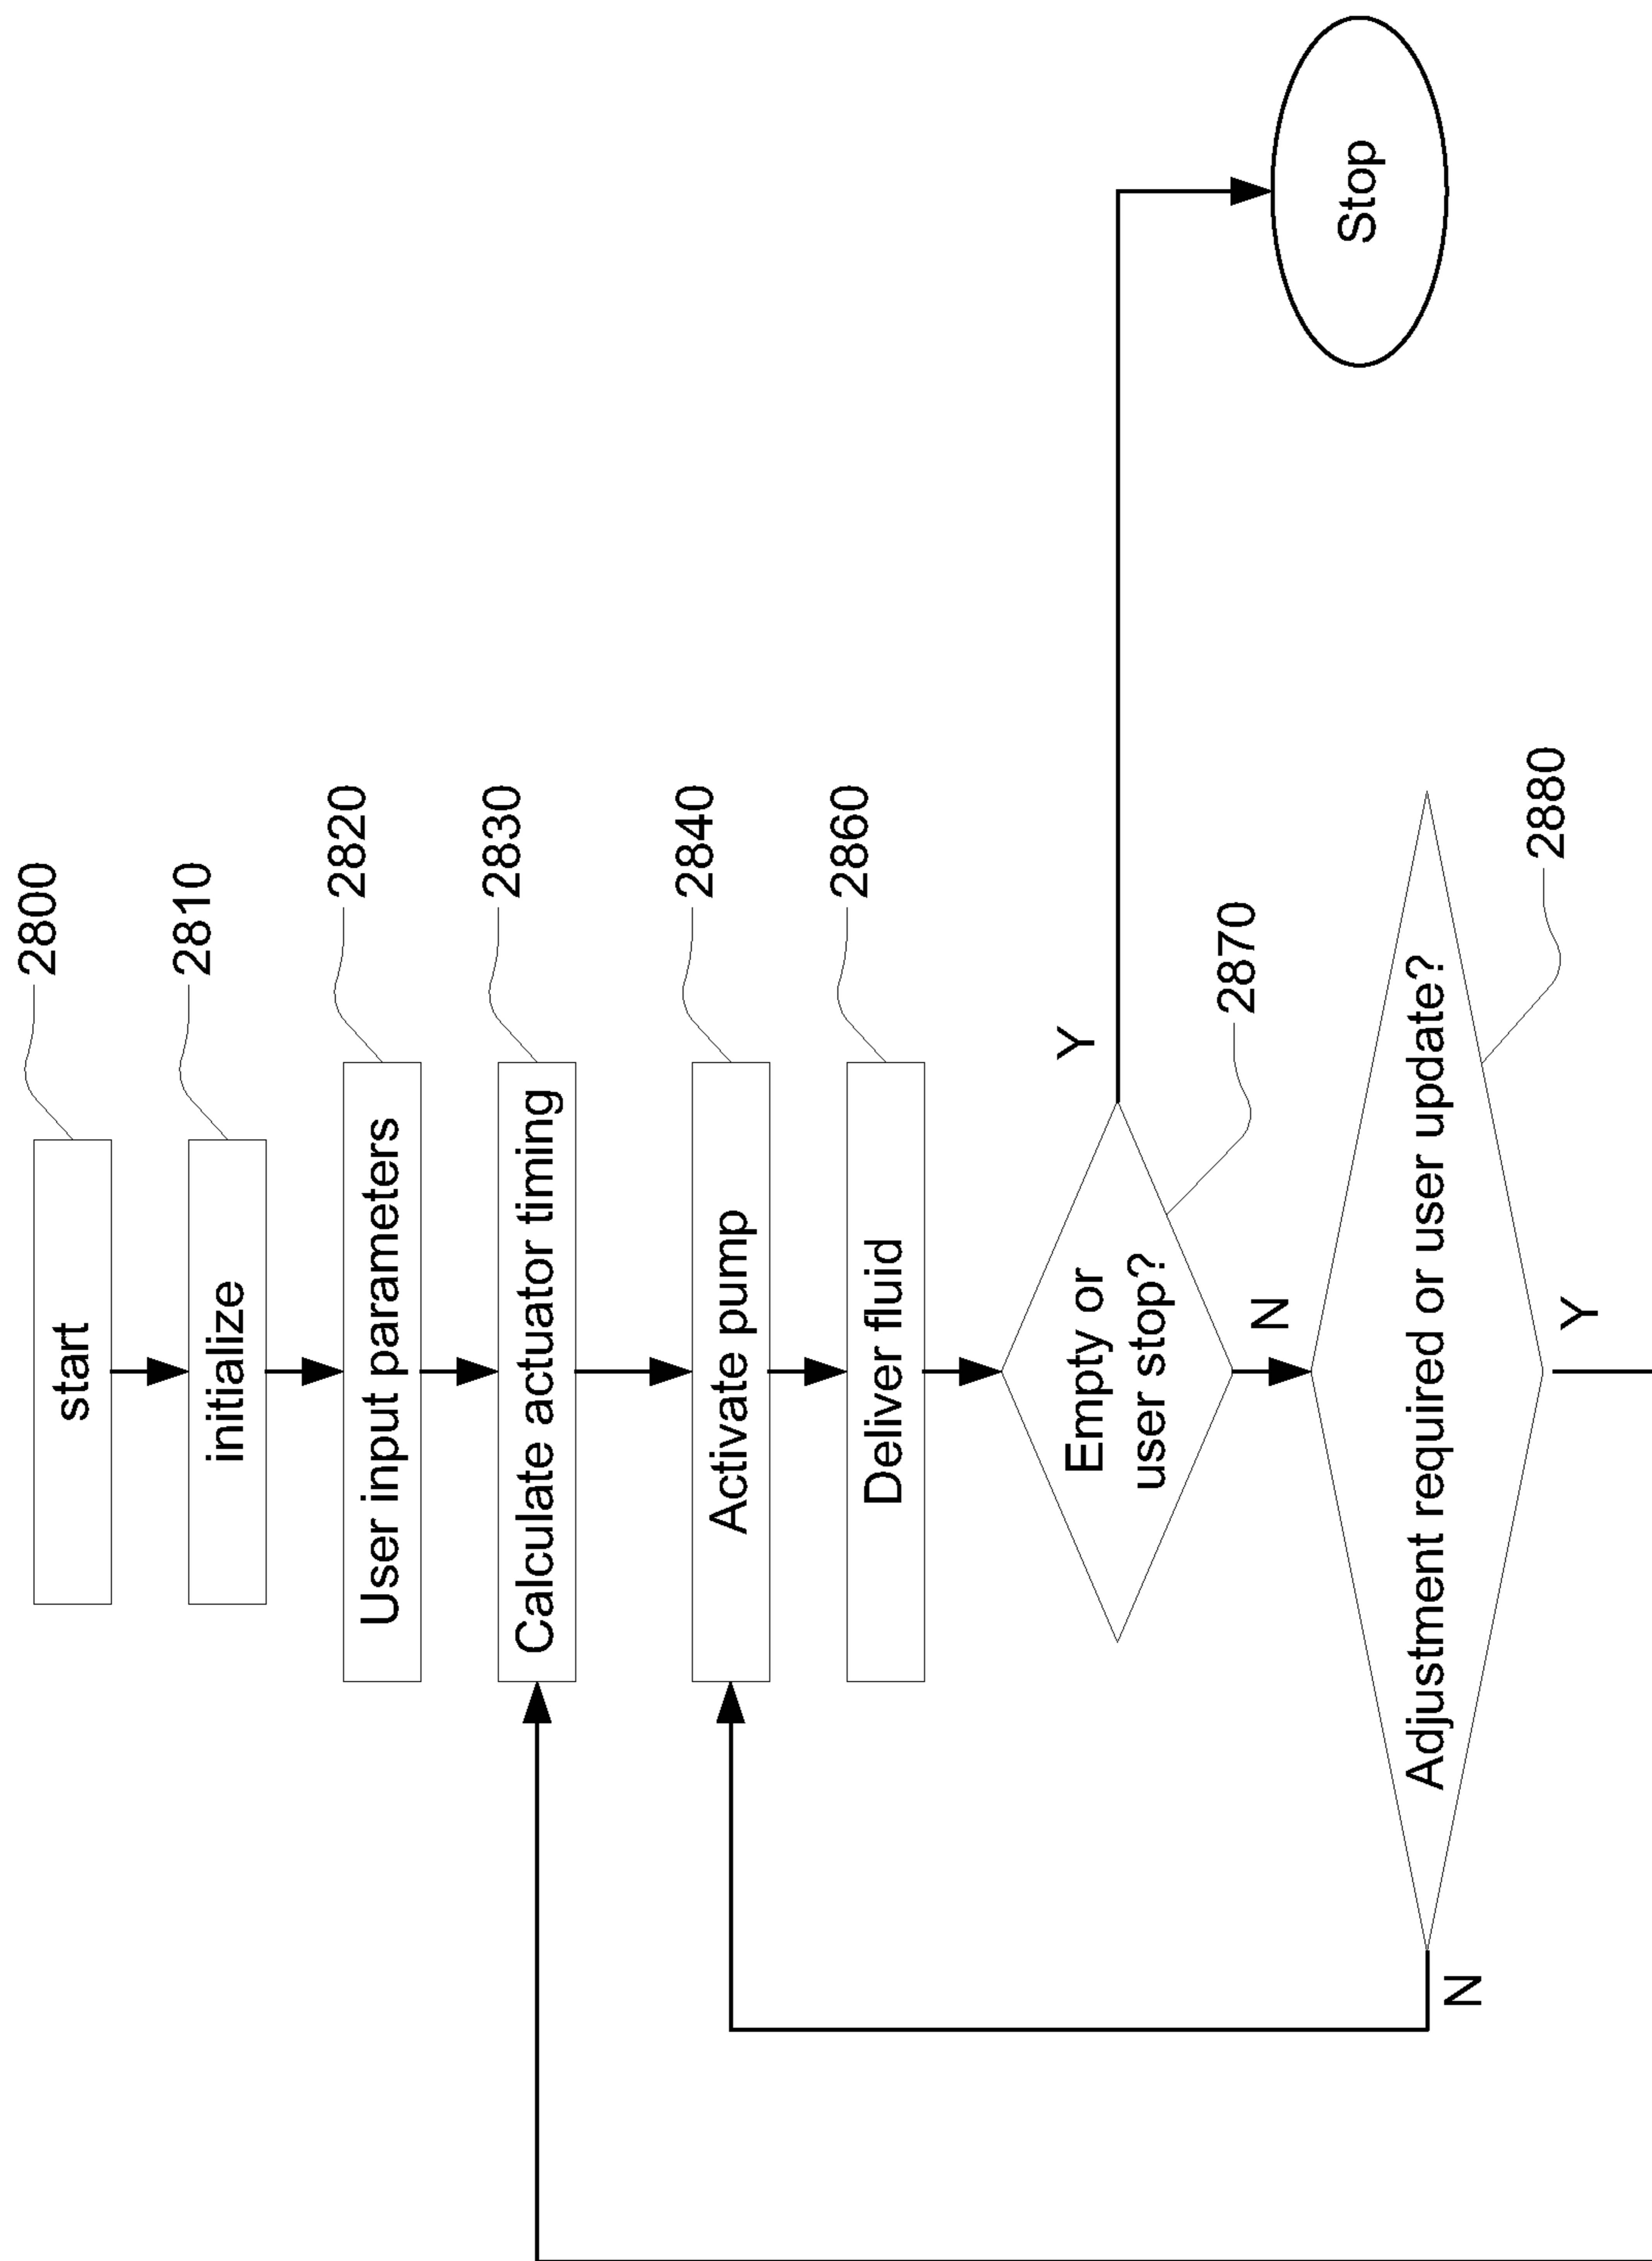 start
2800
initialize
2810
User input parameters
2820
Calculate actuator timing
2830
Activate pump
2840
Deliver fluid
2860
Empty or
user stop?
Y
2870
N
Stop
Adjustment required or user update?
2880
N
Y